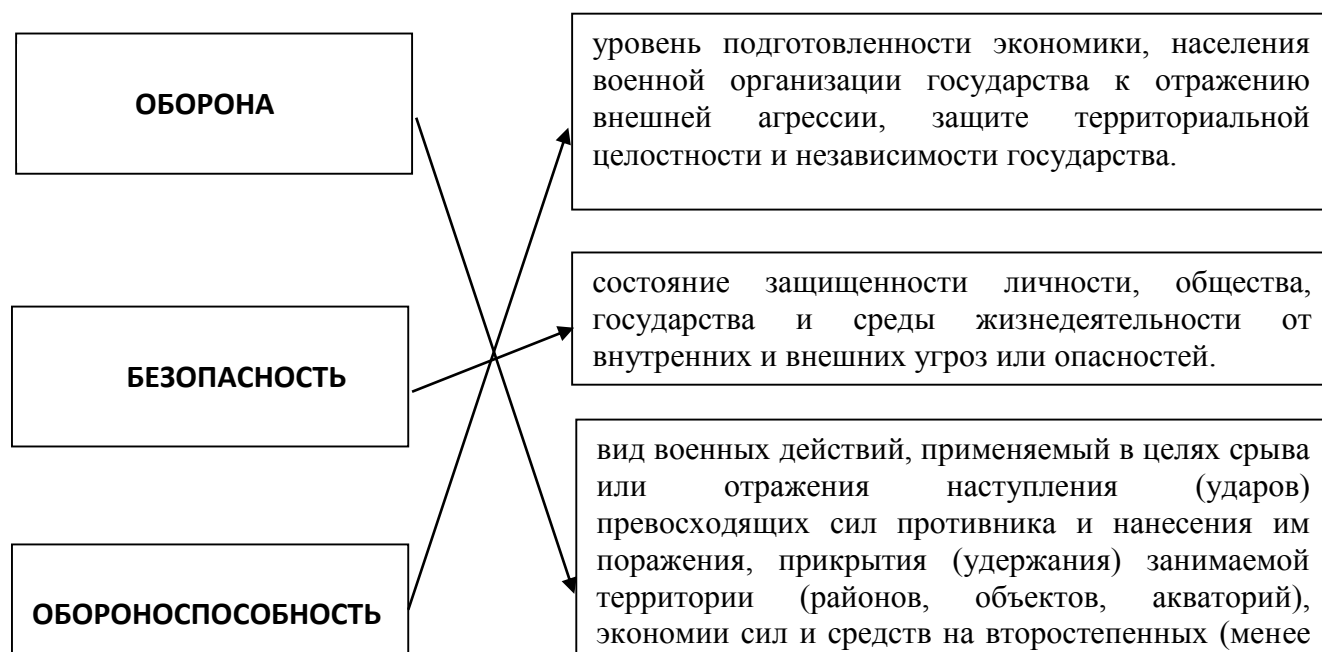 ОБОРОНА
уровень подготовленности экономики, населения
военной организации государства к отражению
внешней агрессии, защите территориальной
целостности и независимости государства.
БЕЗОПАСНОСТЬ
состояние защищенности личности, общества,
государства и среды жизнедеятельности от
внутренних и внешних угроз или опасностей.
ОБОРОНОСПОСОБНОСТЬ
вид военных действий, применяемый в целях срыва
или отражения наступления (ударов)
превосходящих сил противника и нанесения им
поражения, прикрытия (удержания) занимаемой
территории (районов, объектов, акваторий),
экономии сил и средств на второстепенных (менее